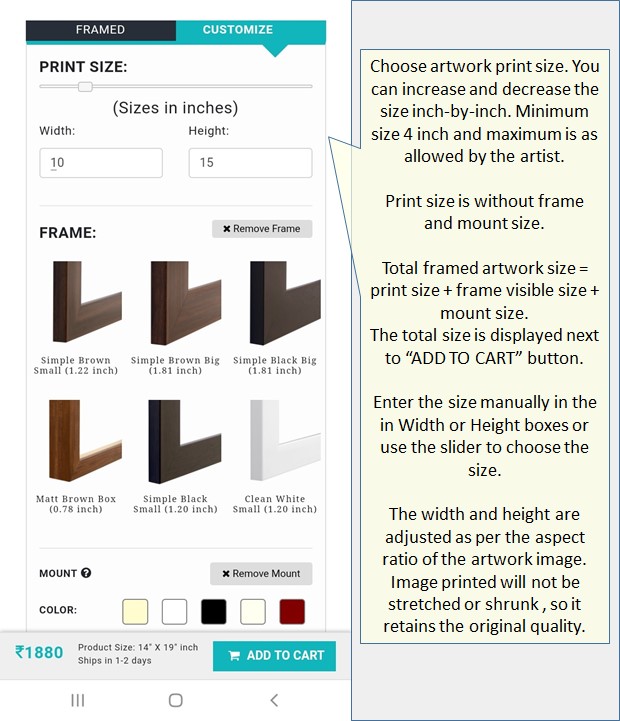 FRAMED
CUSTOMIZE
PRINT SIZE:
(Sizes in inches)
Width:
Height:
10
15
FRAME:
✖ Remove Frame
Simple Brown
Small (1.22 inch)
Simple Brown Big
(1.81 inch)
Simple Black Big
(1.81 inch)
Matt Brown Box
(0.78 inch)
Simple Black
Small (1.20 inch)
Clean White
Small (1.20 inch)
MOUNT ?
✖ Remove Mount
COLOR:
₹1880
Product Size: 14" X 19" inch
Ships in 1-2 days
ADD TO CART
Choose artwork print size. You
can increase and decrease the
size inch-by-inch. Minimum
size 4 inch and maximum is as
allowed by the artist.
Print size is without frame
and mount size.
Total framed artwork size =
print size + frame visible size +
mount size.
The total size is displayed next
to “ADD TO CART” button.
Enter the size manually in the
in Width or Height boxes or
use the slider to choose the
size.
The width and height are
adjusted as per the aspect
ratio of the artwork image.
Image printed will not be
stretched or shrunk , so it
retains the original quality.